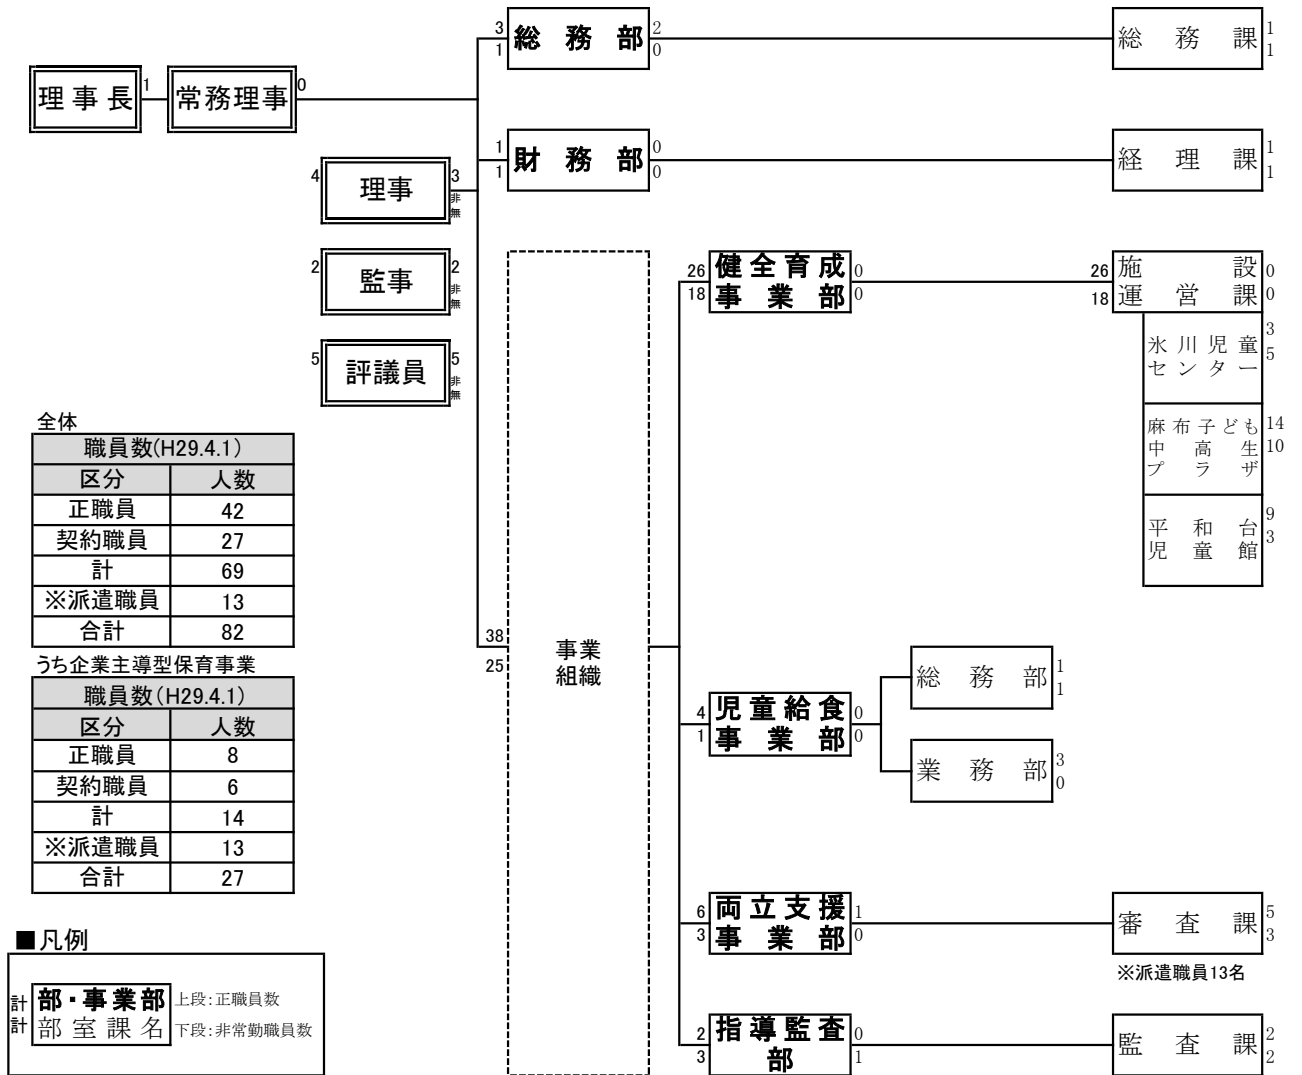 3 総務部 2
1 0
総務課 1
1
理事長 1
常務理事 0
1 財務部 0
1 0
経理課 1
1
4 理事 3
非
無
2 監事 2
非
無
5 評議員 5
非
無
38
25
事業
組織
26 健全育成 0
18 事業部 0
26 施設 0
18 運営課 0
氷川児童 3
センター 5
麻布子ども 14
中高生 10
プラザ
平和台 9
児童館 3
4 児童給食 0
1 事業部 0
総務部 1
1
業務部 3
0
6 両立支援 1
3 事業部 0
審査課 5
3
※派遣職員13名
2 指導監査 0
3 部 1
監査課 2
2
全体
職員数(H29.4.1)
区分 人数
正職員 42
契約職員 27
計 69
※派遣職員 13
合計 82
うち企業主導型保育事業
職員数(H29.4.1)
区分 人数
正職員 8
契約職員 6
計 14
※派遣職員 13
合計 27
■凡例
計 部・事業部 上段:正職員数
計 部室課名 下段:非常勤職員数